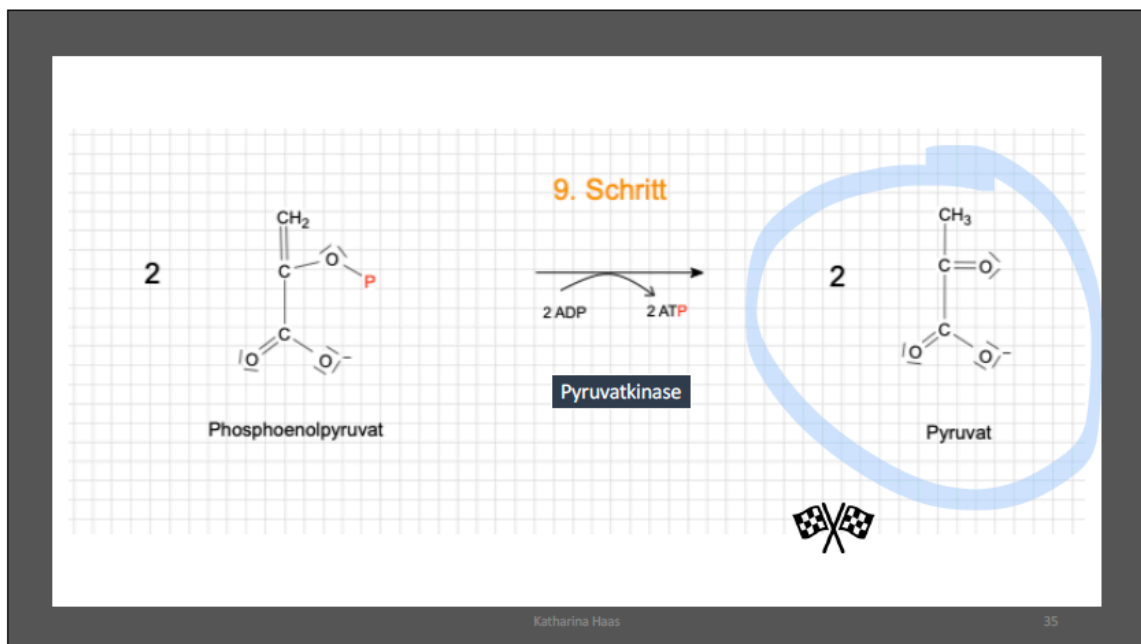 9. Schritt
CH2
C
O
P
C
O
O
-
2
2 ADP
2 ATP
Pyruvatkinase
Phosphoenolpyruvat
2
CH3
C
O
C
O
O
-
Pyruvat
Katharina Haas
35